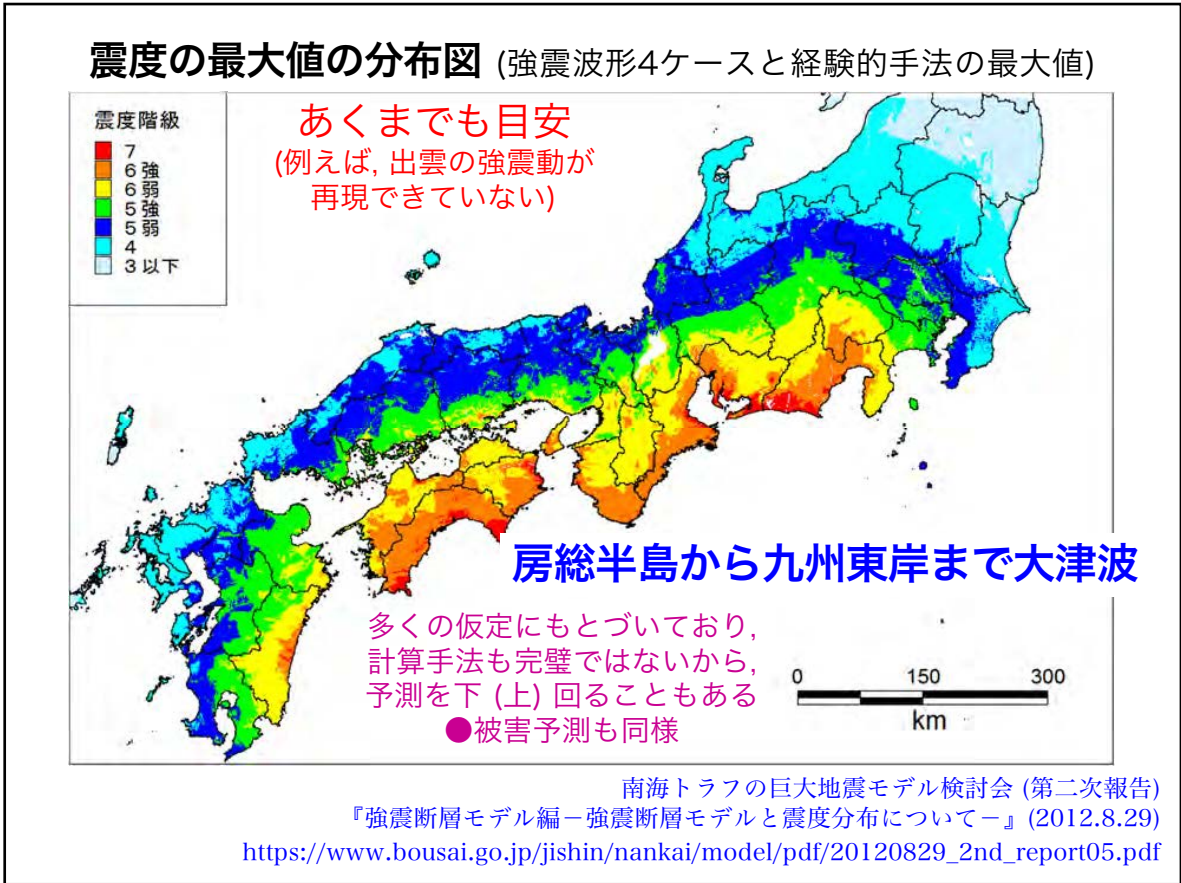 震度の最大値の分布図 (強震波形4ケースと経験的手法の最大値)
震度階級
7
6強
6弱
5強
5弱
4
3以下
あくまでも目安
(例えば, 出雲の強震動が
再現できていない)
房総半島から九州東岸まで大津波
多くの仮定にもとづいており,
計算手法も完璧ではないから,
予測を下 (上) 回ることもある
●被害予測も同様
0 150 300
km
南海トラフの巨大地震モデル検討会 (第二次報告)
『強震断層モデル編－強震断層モデルと震度分布について－』(2012.8.29)
https://www.bousai.go.jp/jishin/nankai/model/pdf/20120829_2nd_report05.pdf